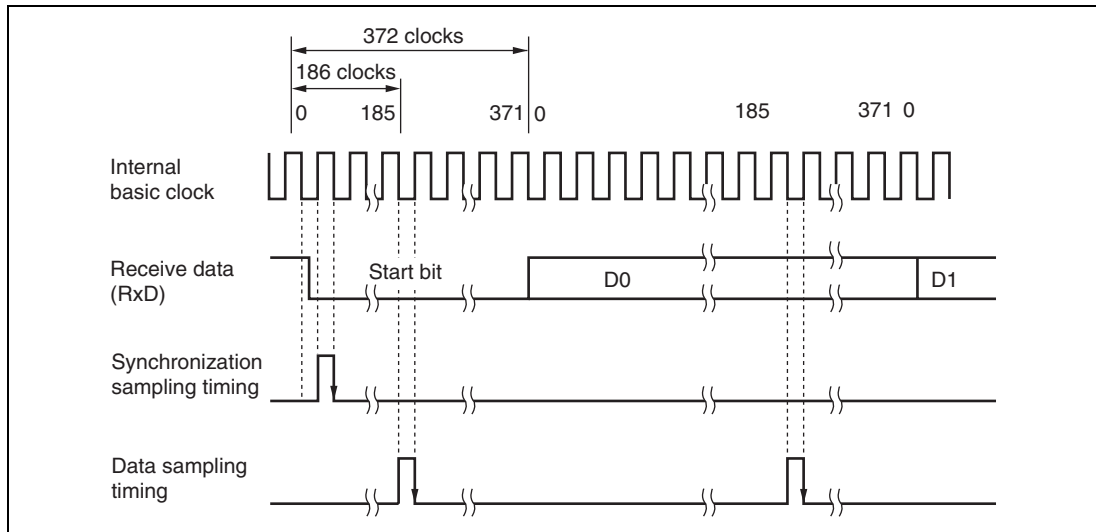 372 clocks
186 clocks
0 185 371 0 185 371 0
Internal
basic clock
Receive data
(RxD)
Start bit D0 D1
Synchronization
sampling timing
Data sampling
timing